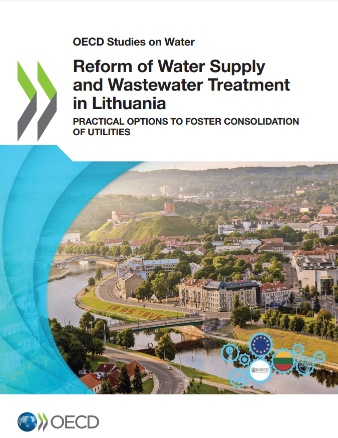 OECD Studies on Water
Reform of Water Supply
and Wastewater Treatment
in Lithuania
PRACTICAL OPTIONS TO FOSTER CONSOLIDATION
OF UTILITIES
OECD